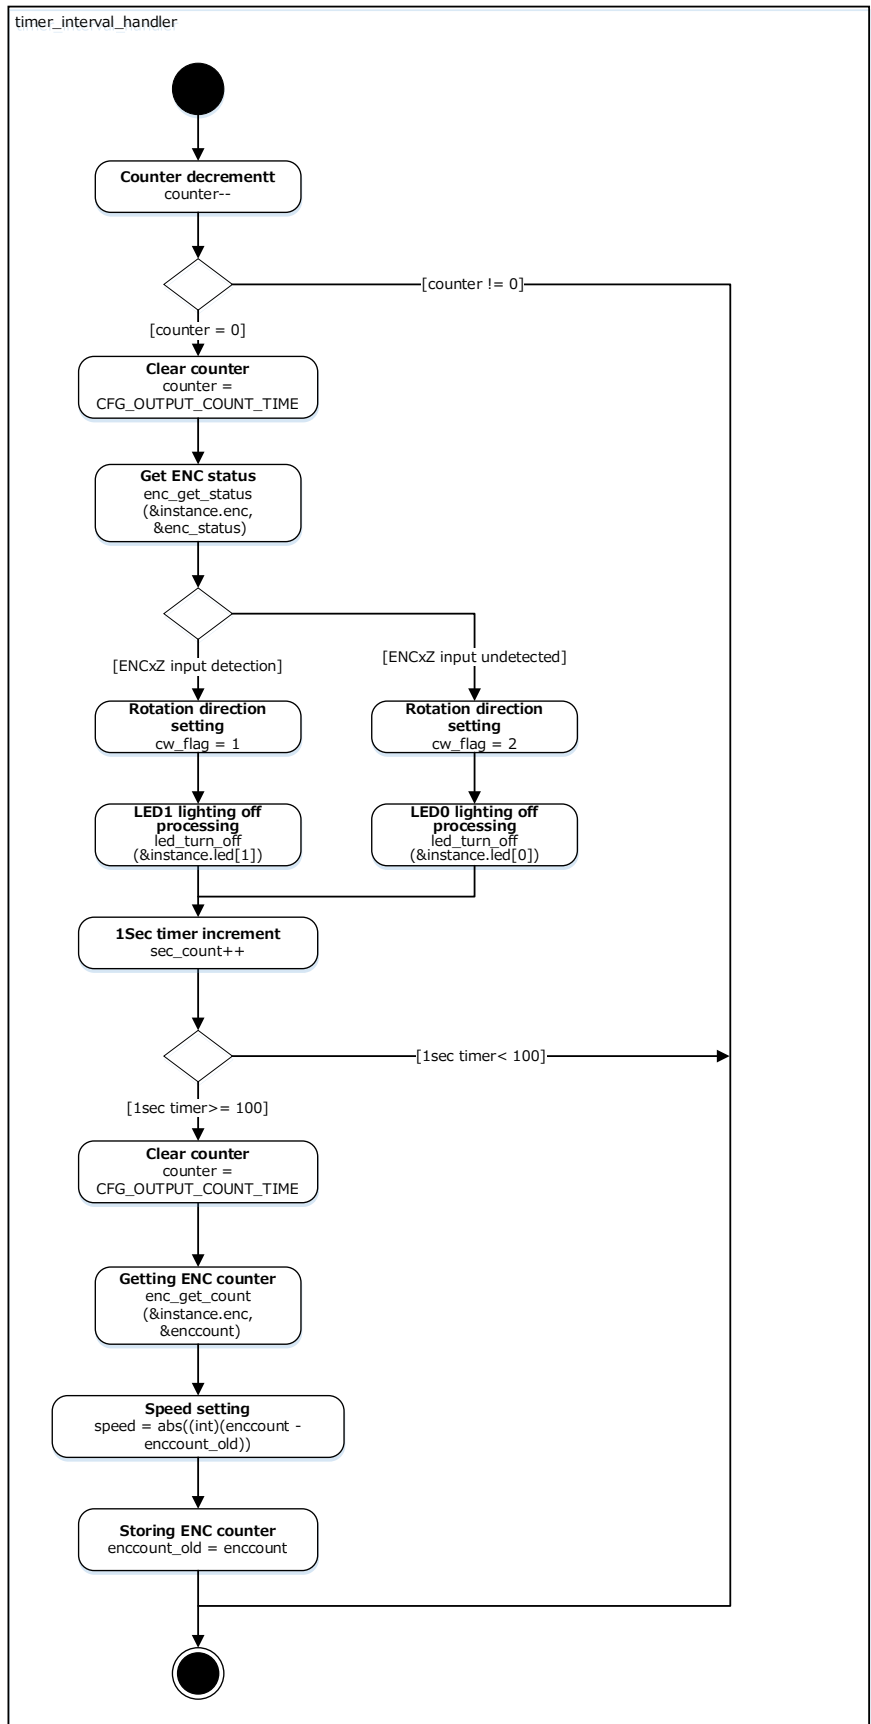 timer_interval_handler
Counter decrementt
counter--
[counter != 0]
[counter = 0]
Clear counter
counter =
CFG_OUTPUT_COUNT_TIME
Get ENC status
enc_get_status
(&instance.enc,
&enc_status)
[ENCxZ input detection]
[ENCxZ input undetected]
Rotation direction
setting
cw_flag = 1
Rotation direction
setting
cw_flag = 2
LED1 lighting off
processing
led_turn_off
(&instance.led[1])
LED0 lighting off
processing
led_turn_off
(&instance.led[0])
1Sec timer increment
sec_count++
[1sec timer< 100]
[1sec timer>= 100]
Clear counter
counter =
CFG_OUTPUT_COUNT_TIME
Getting ENC counter
enc_get_count
(&instance.enc,
&enccount)
Speed setting
speed = abs((int)(enccount -
enccount_old))
Storing ENC counter
enccount_old = enccount